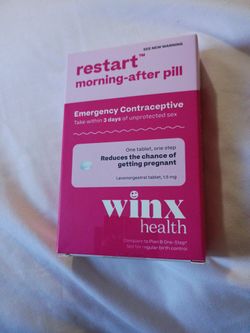 SEE NEW WARNING
restart™
morning-after pill
Emergency Contraceptive
Take within 3 days of unprotected sex
One tablet, one step
Reduces the chance of
getting pregnant
Levonorgestrel tablet, 1.5 mg
winx
health
Compare to Plan B One-Step®
Not for regular birth control